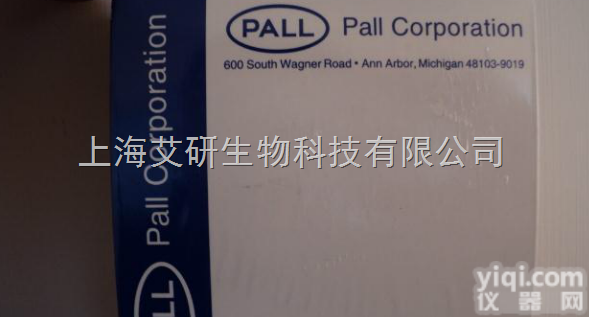 PALL Pall Corporation
600 South Wagner Road • Ann Arbor, Michigan 48103-9019
Pall Corporation
LL
上海艾研生物科技有限公司
yiqi.com
仪器网